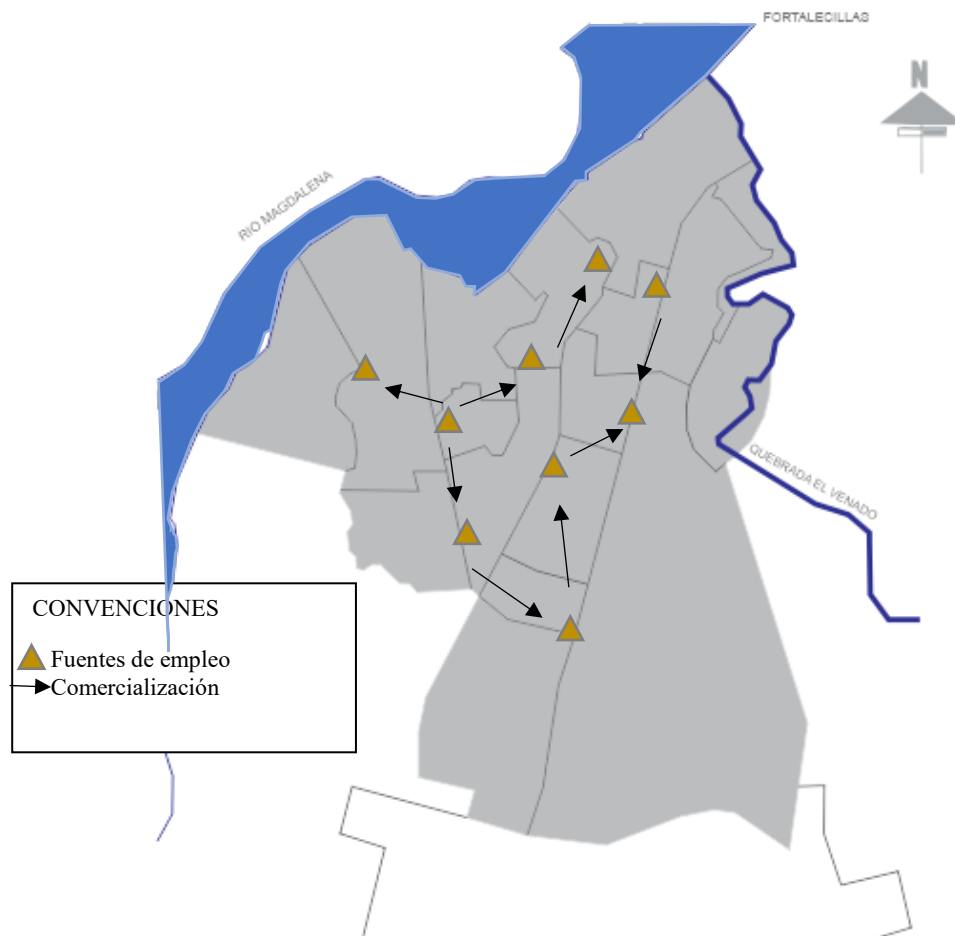 FORTALECILLAS
N
RIO MAGDALENA
QUEBRADA EL VENADO
CONVENCIONES
Fuentes de empleo
Comercialización